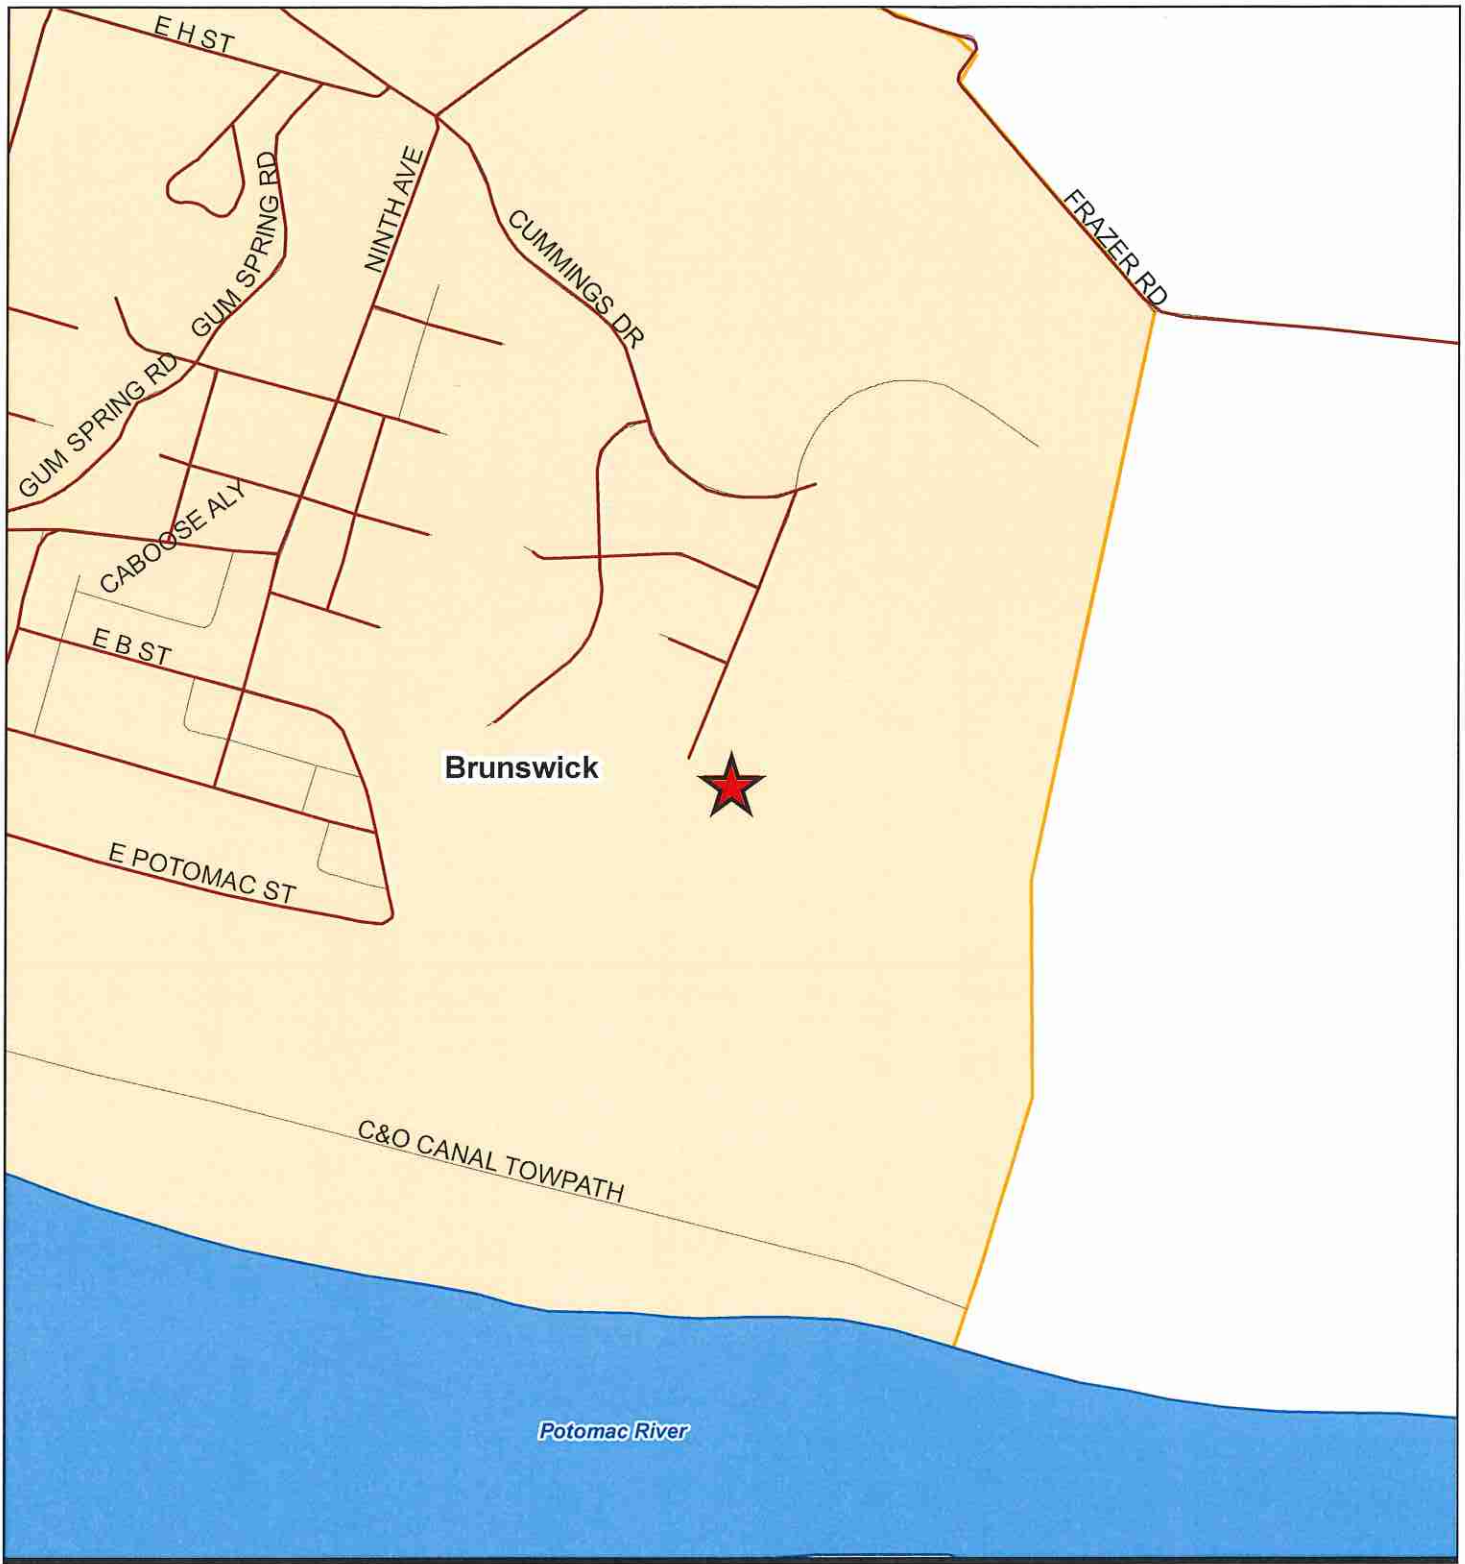 E H ST
FRAZER RD
NINTH AVE
GUM SPRING RD
CUMMINGS DR
GUM SPRING RD
CABOOSE ALY
E B ST
Brunswick
E POTOMAC ST
C&O CANAL TOWPATH
Potomac River